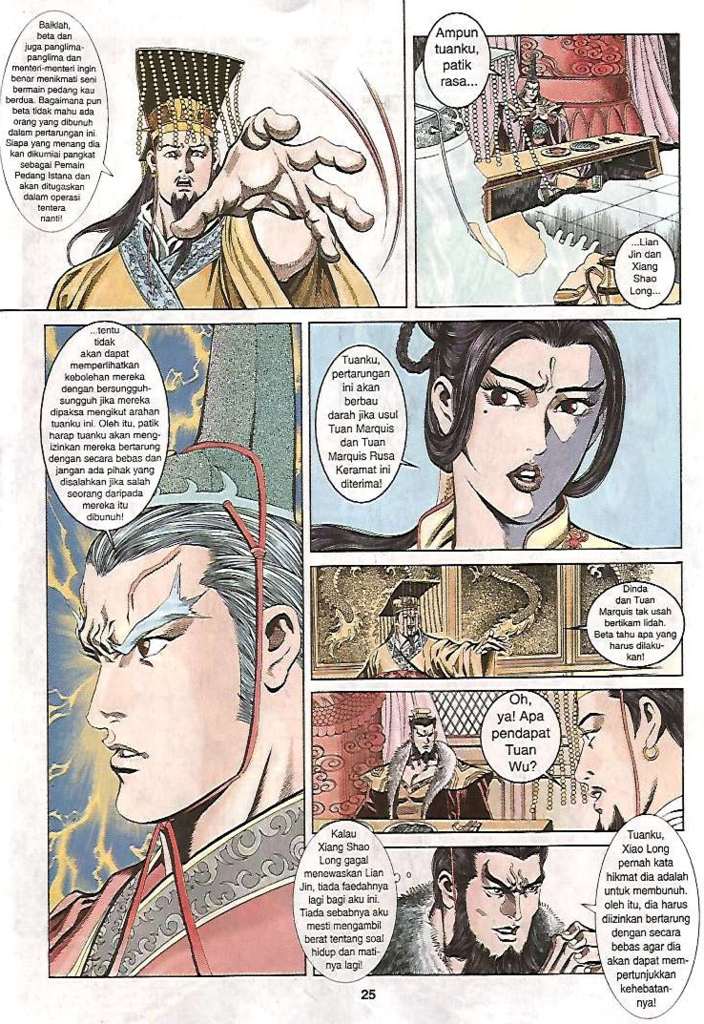 Baiklah,
beta dan
juga panglima-
panglima dan
menteri-menteri ingin
benar menikmati seni
bermain pedang kau
berdua. Bagaimana pun
beta tidak mahu ada
orang yang dibunuh
dalam pertarungan ini.
Siapa yang menang dia
kan dikurniai pangkat
sebagai Pemain
Pedang Istana dan
akan ditugaskan
dalam operasi
tentera
nanti!
Ampun
tuanku,
patik
rasa...
...Lian
Jin dan
Xiang
Shao
Long...
...tentu
tidak
akan dapat
memperlihatkan
kebolehan mereka
dengan bersungguh-
sungguh jika mereka
dipaksa mengikut arahan
tuanku ini. Oleh itu, patik
harap tuanku akan meng-
izinkan mereka bertarung
dengan secara bebas dan
jangan ada pihak yang
disalahkan jika salah
seorang daripada
mereka itu
dibunuh!
Tuanku,
pertarungan
ini akan
berbau
darah jika usul
Tuan Marquis
dan Tuan
Marquis Rusa
Keramat ini
diterima!
Dinda
dan Tuan
Marquis tak usah
bertikam lidah.
Beta tahu apa yang
harus dilaku-
kan!
Oh,
ya! Apa
pendapat
Tuan
Wu?
Kalau
Xiang Shao
Long gagal
menewaskan Lian
Jin, tiada faedahnya
lagi bagi aku ini.
Tiada sebabnya aku
mesti mengambil
berat tentang soal
hidup dan mati-
nya lagi!
Tuanku,
Xiao Long
pernah kata
hikmat dia adalah
untuk membunuh.
oleh itu, dia harus
diizinkan bertarung
dengan secara
bebas agar dia
akan dapat mem-
pertunjukkan
kehebatan-
nya!
25